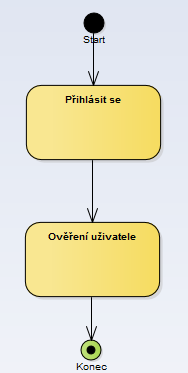 Start
Přihlásit se
Ověření uživatele
Konec